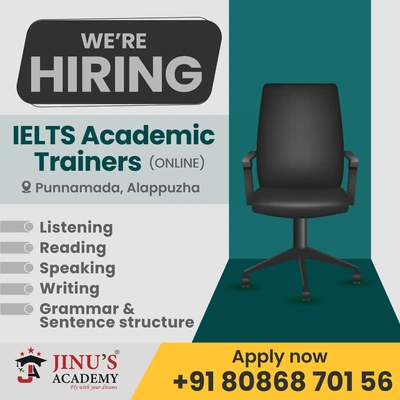 WE'RE
HIRING
IELTS Academic
Trainers (ONLINE)
Punnamada, Alappuzha
Listening
Reading
Speaking
Writing
Grammar &
Sentence structure
JINU'S
ACADEMY
Fly with your dreams
Apply now
+91 80868 701 56